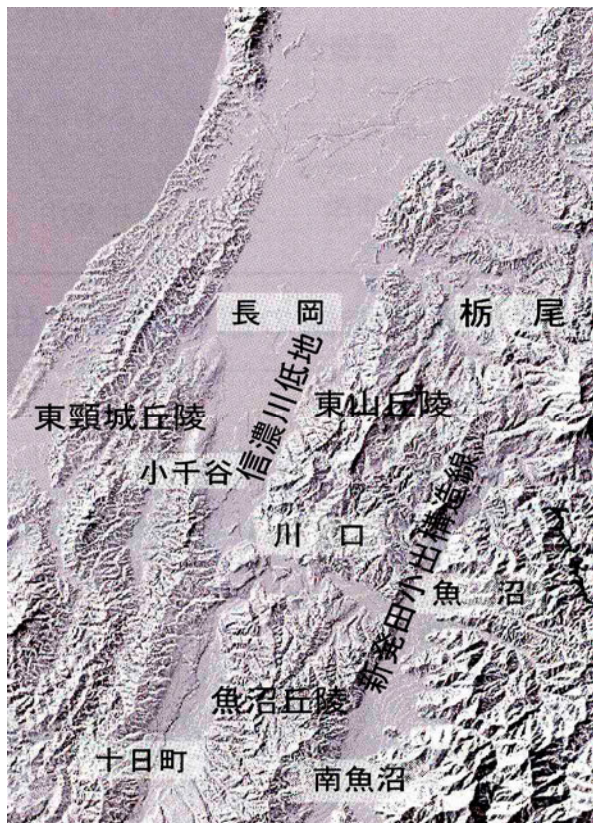 長岡
栃尾
信濃川低地
東頸城丘陵
東山丘陵
小千谷
川口
新発田小出構造線
魚沼
魚沼丘陵
十日町
南魚沼